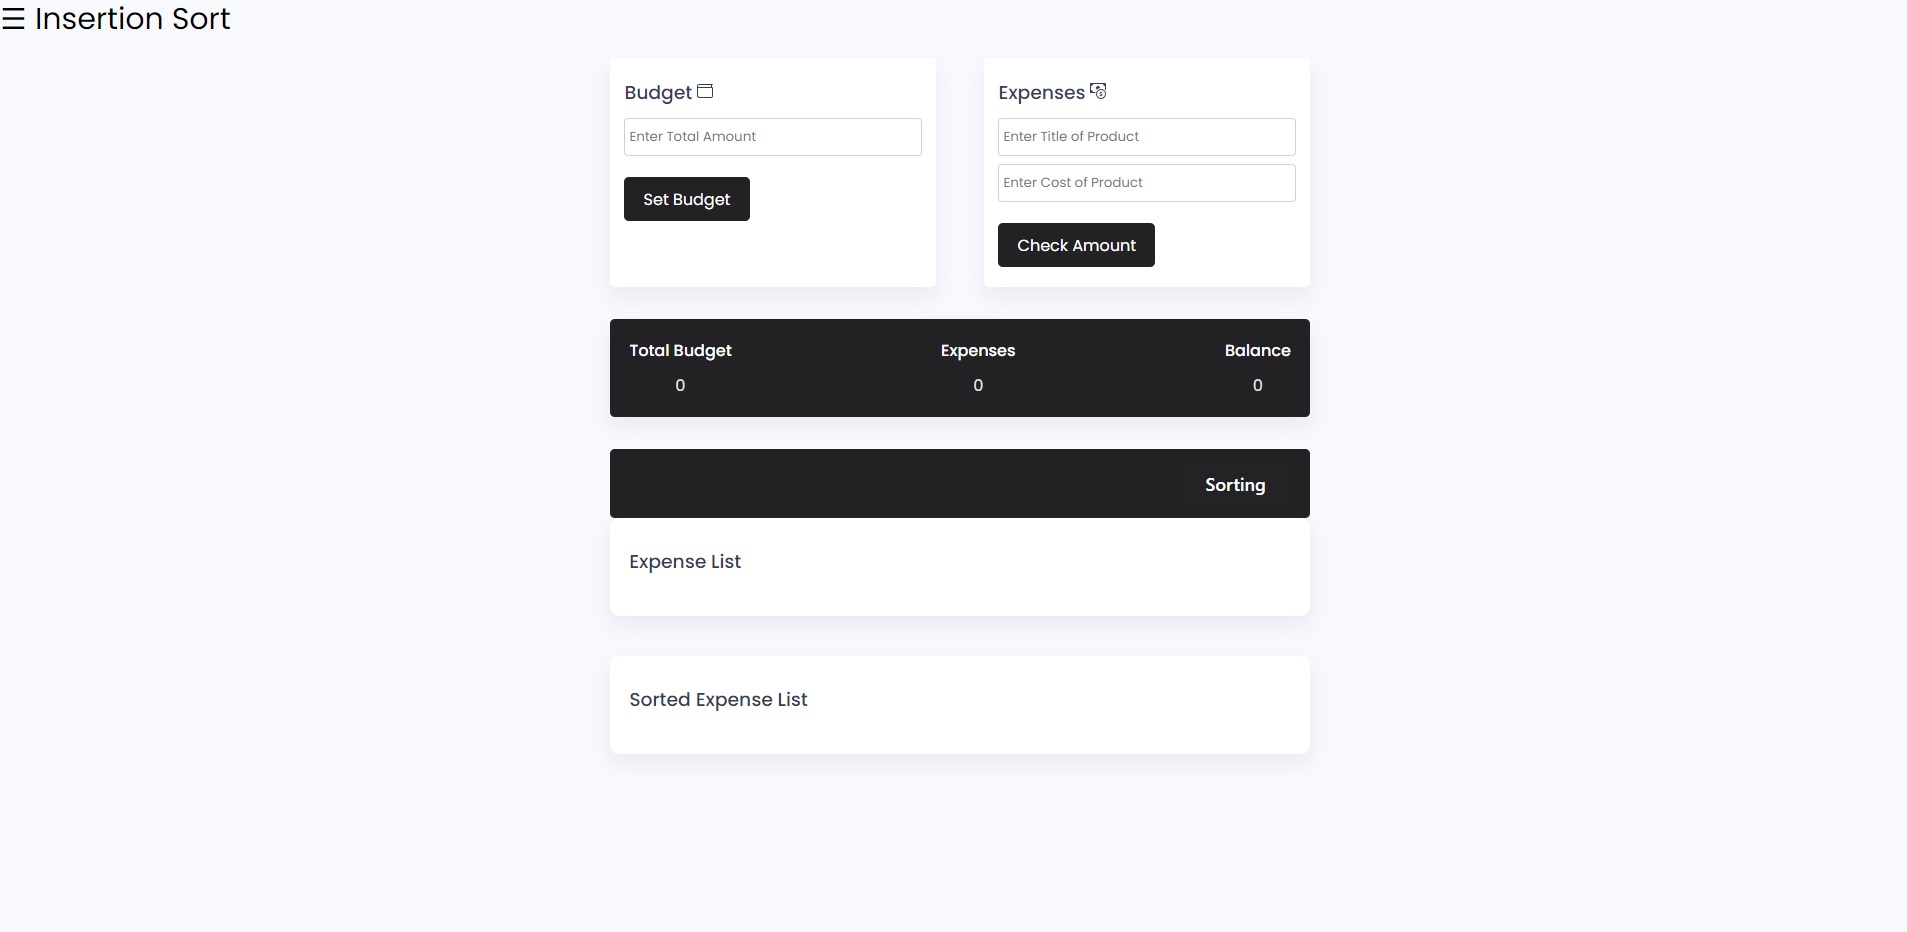 ☰ Insertion Sort
Budget
Enter Total Amount
Set Budget
Expenses
Enter Title of Product
Enter Cost of Product
Check Amount
Total Budget
0
Expenses
0
Balance
0
Sorting
Expense List
Sorted Expense List